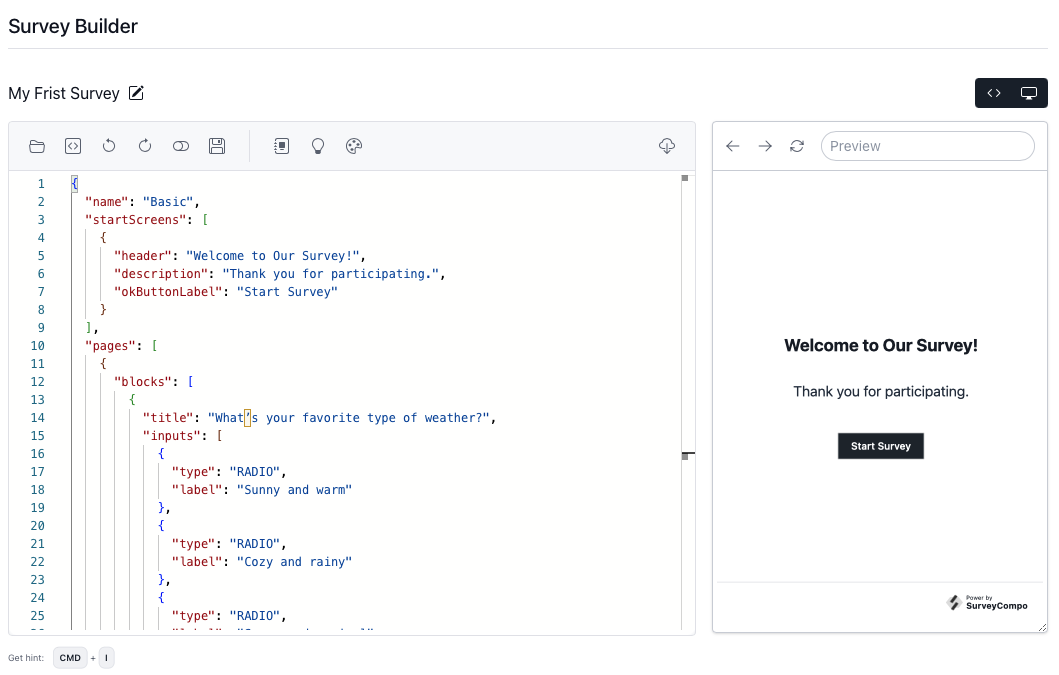 Survey Builder
My Frist Survey
Preview
1 {
2 "name": "Basic",
3 "startScreens": [
4 {
5 "header": "Welcome to Our Survey!",
6 "description": "Thank you for participating.",
7 "okButtonLabel": "Start Survey"
8 }
9 ],
10 "pages": [
11 {
12 "blocks": [
13 {
14 "title": "What’s your favorite type of weather?",
15 "inputs": [
16 {
17 "type": "RADIO",
18 "label": "Sunny and warm"
19 },
20 {
21 "type": "RADIO",
22 "label": "Cozy and rainy"
23 },
24 {
25 "type": "RADIO",
Welcome to Our Survey!
Thank you for participating.
Start Survey
Power by
SurveyCompo
Get hint: CMD + I